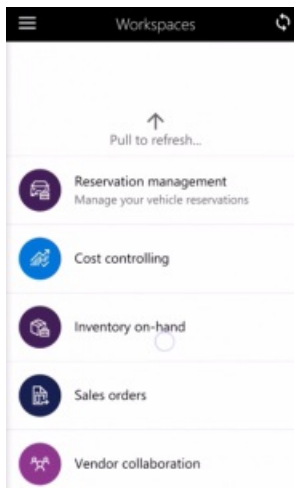 Workspaces
Pull to refresh...
Reservation management
Manage your vehicle reservations
Cost controlling
Inventory on-hand
Sales orders
Vendor collaboration